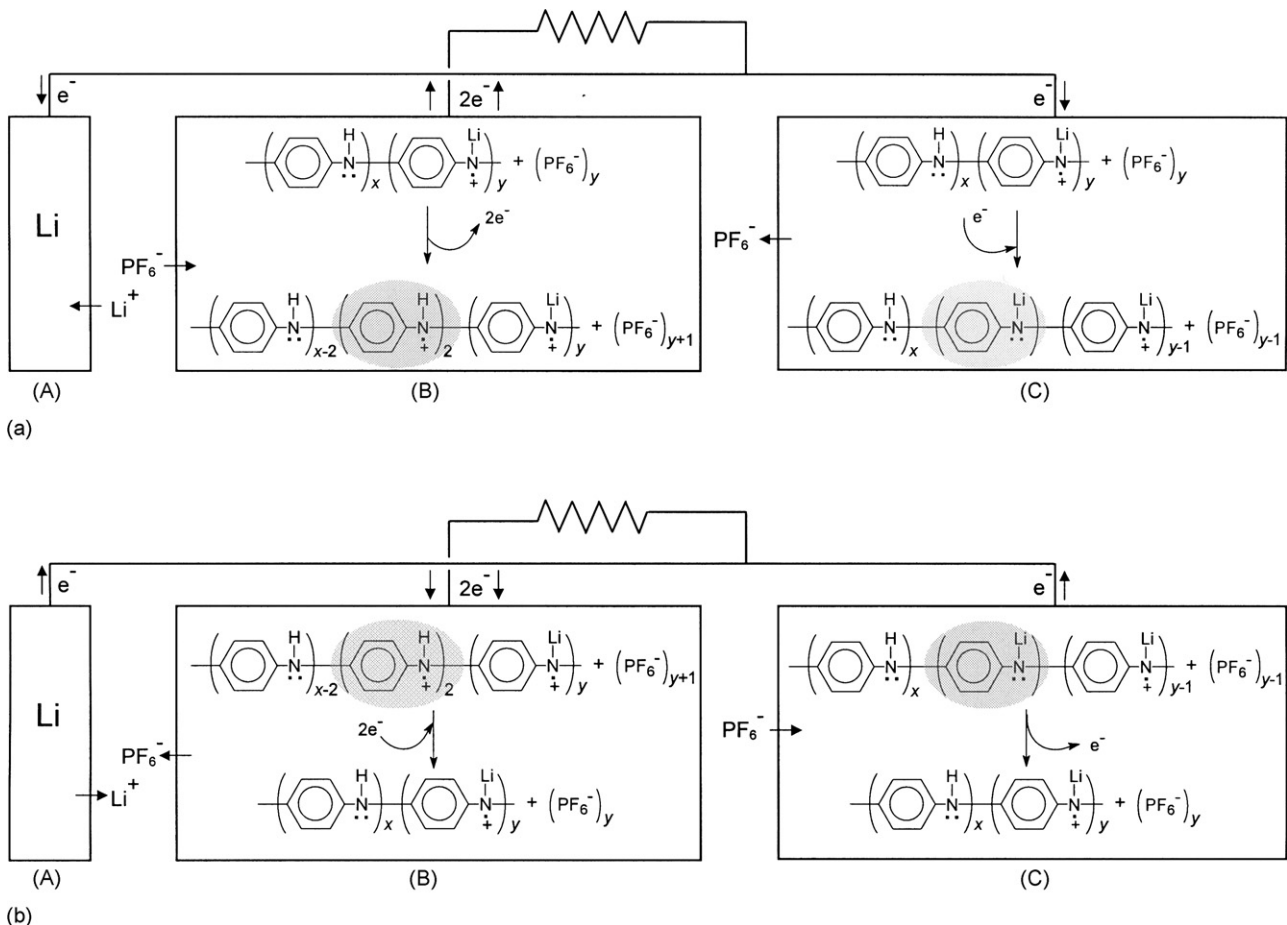 e⁻ 2e⁻ e⁻
H Li H Li
N N + (PF₆⁻)y N N + (PF₆⁻)y
x y x y
Li 2e⁻ e⁻
PF₆⁻ PF₆⁻
Li⁺
H H Li H Li Li
N N N + (PF₆⁻)y+1 N N N + (PF₆⁻)y-1
x-2 2 y x y-1
(A) (B) (C)
(a)
e⁻ 2e⁻ e⁻
H H Li H Li Li
N N N + (PF₆⁻)y+1 N N N + (PF₆⁻)y-1
x-2 2 y x y-1
Li 2e⁻ PF₆⁻ e⁻
PF₆⁻
Li⁺
H Li H Li
N N + (PF₆⁻)y N N + (PF₆⁻)y
x y x y
(A) (B) (C)
(b)